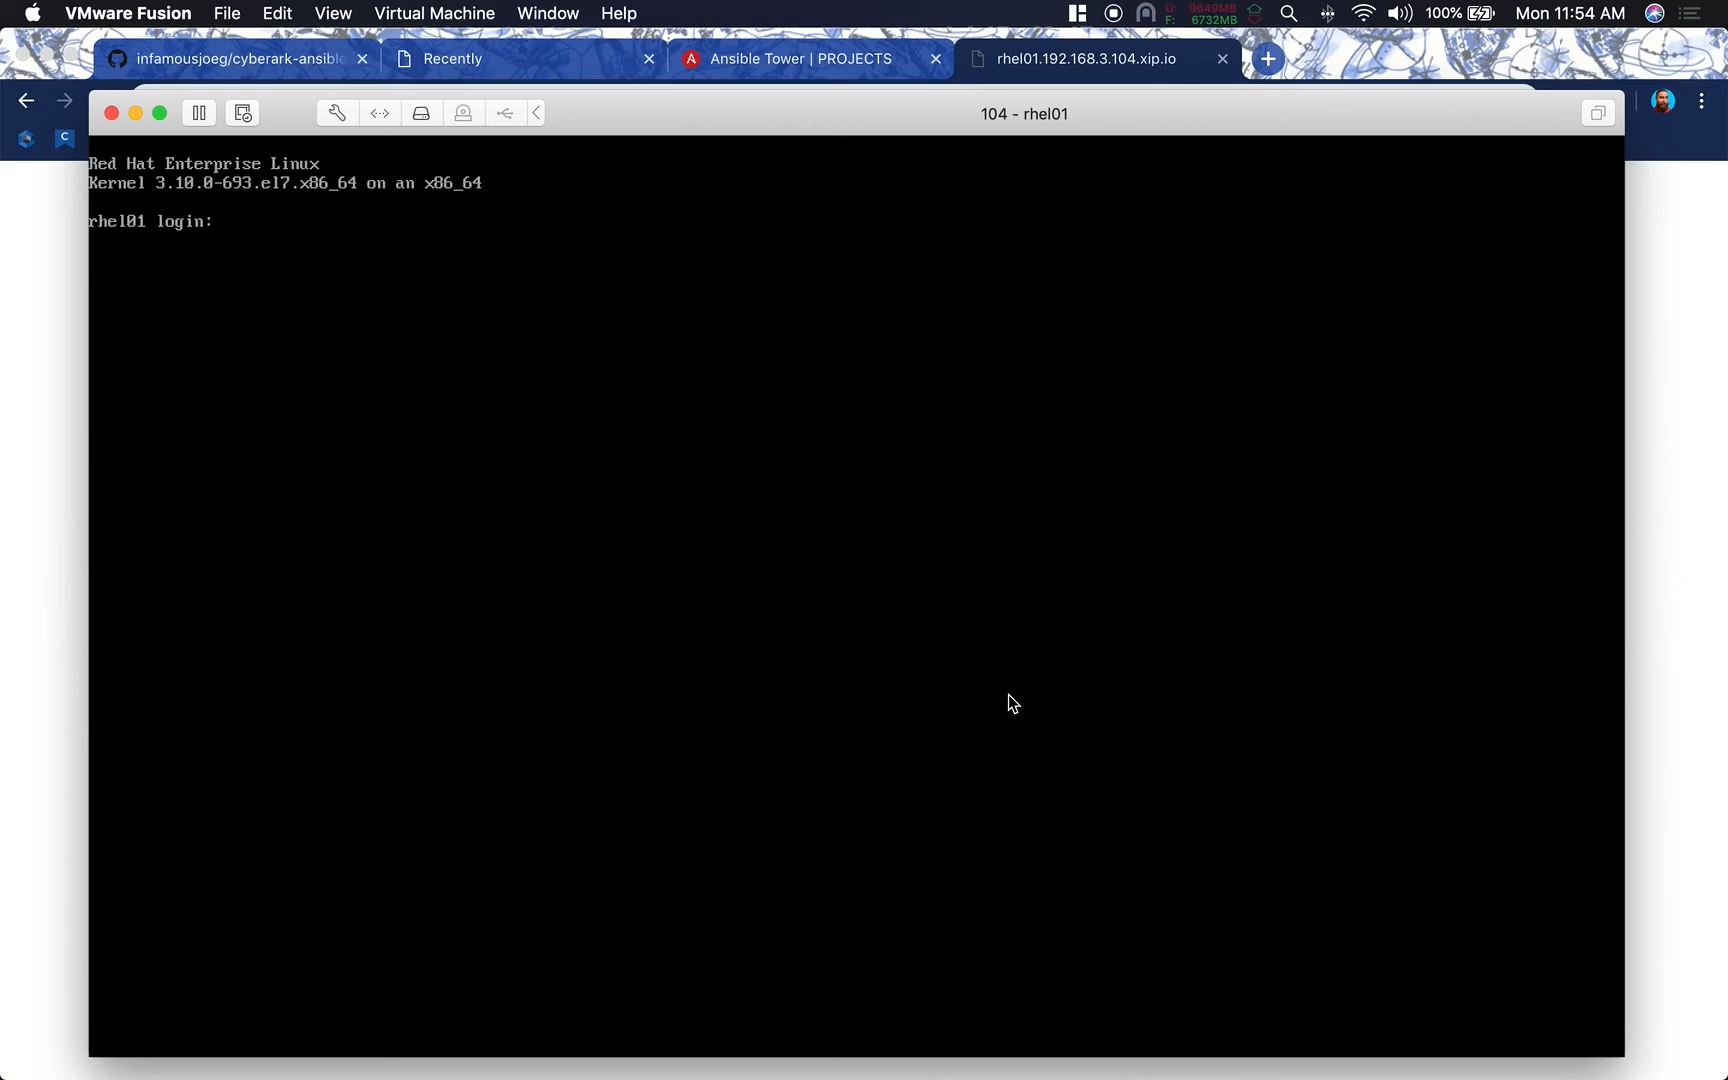 VMware Fusion File Edit View Virtual Machine Window Help U: 9649MB F: 6732MB 100% Mon 11:54 AM
infamousjoeg/cyberark-ansible Recently Ansible Tower | PROJECTS rhel01.192.168.3.104.xip.io
104 - rhel01
C
Red Hat Enterprise Linux
Kernel 3.10.0-693.el7.x86_64 on an x86_64
rhel01 login: